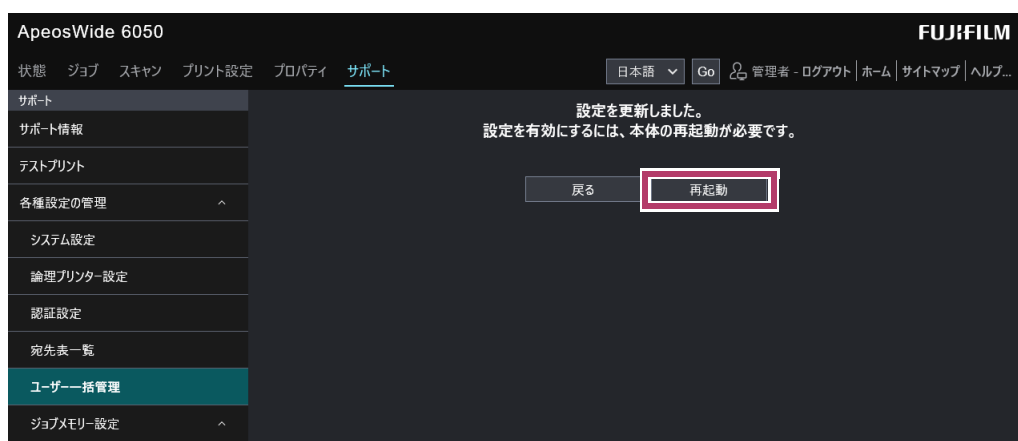 ApeosWide 6050
FUJIFILM
状態 ジョブ スキャン プリント設定 プロパティ サポート
日本語 Go 管理者 - ログアウト ホーム サイトマップ ヘルプ...
サポート
サポート情報
テストプリント
各種設定の管理
システム設定
論理プリンター設定
認証設定
宛先表一覧
ユーザー一括管理
ジョブメモリー設定
設定を更新しました。
設定を有効にするには、本体の再起動が必要です。
戻る 再起動